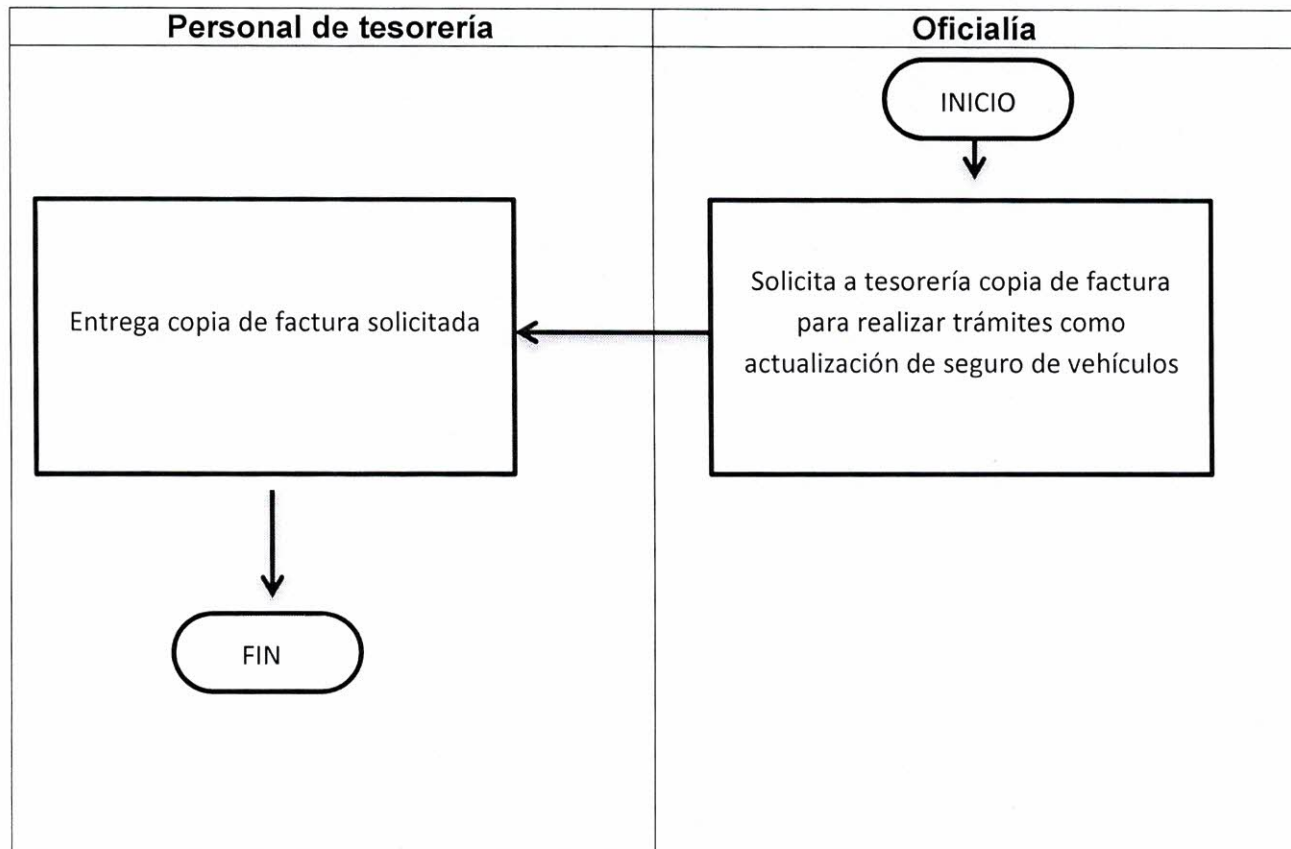 Personal de tesorería
Oficialía
INICIO
Solicita a tesorería copia de factura
para realizar trámites como
actualización de seguro de vehículos
Entrega copia de factura solicitada
FIN